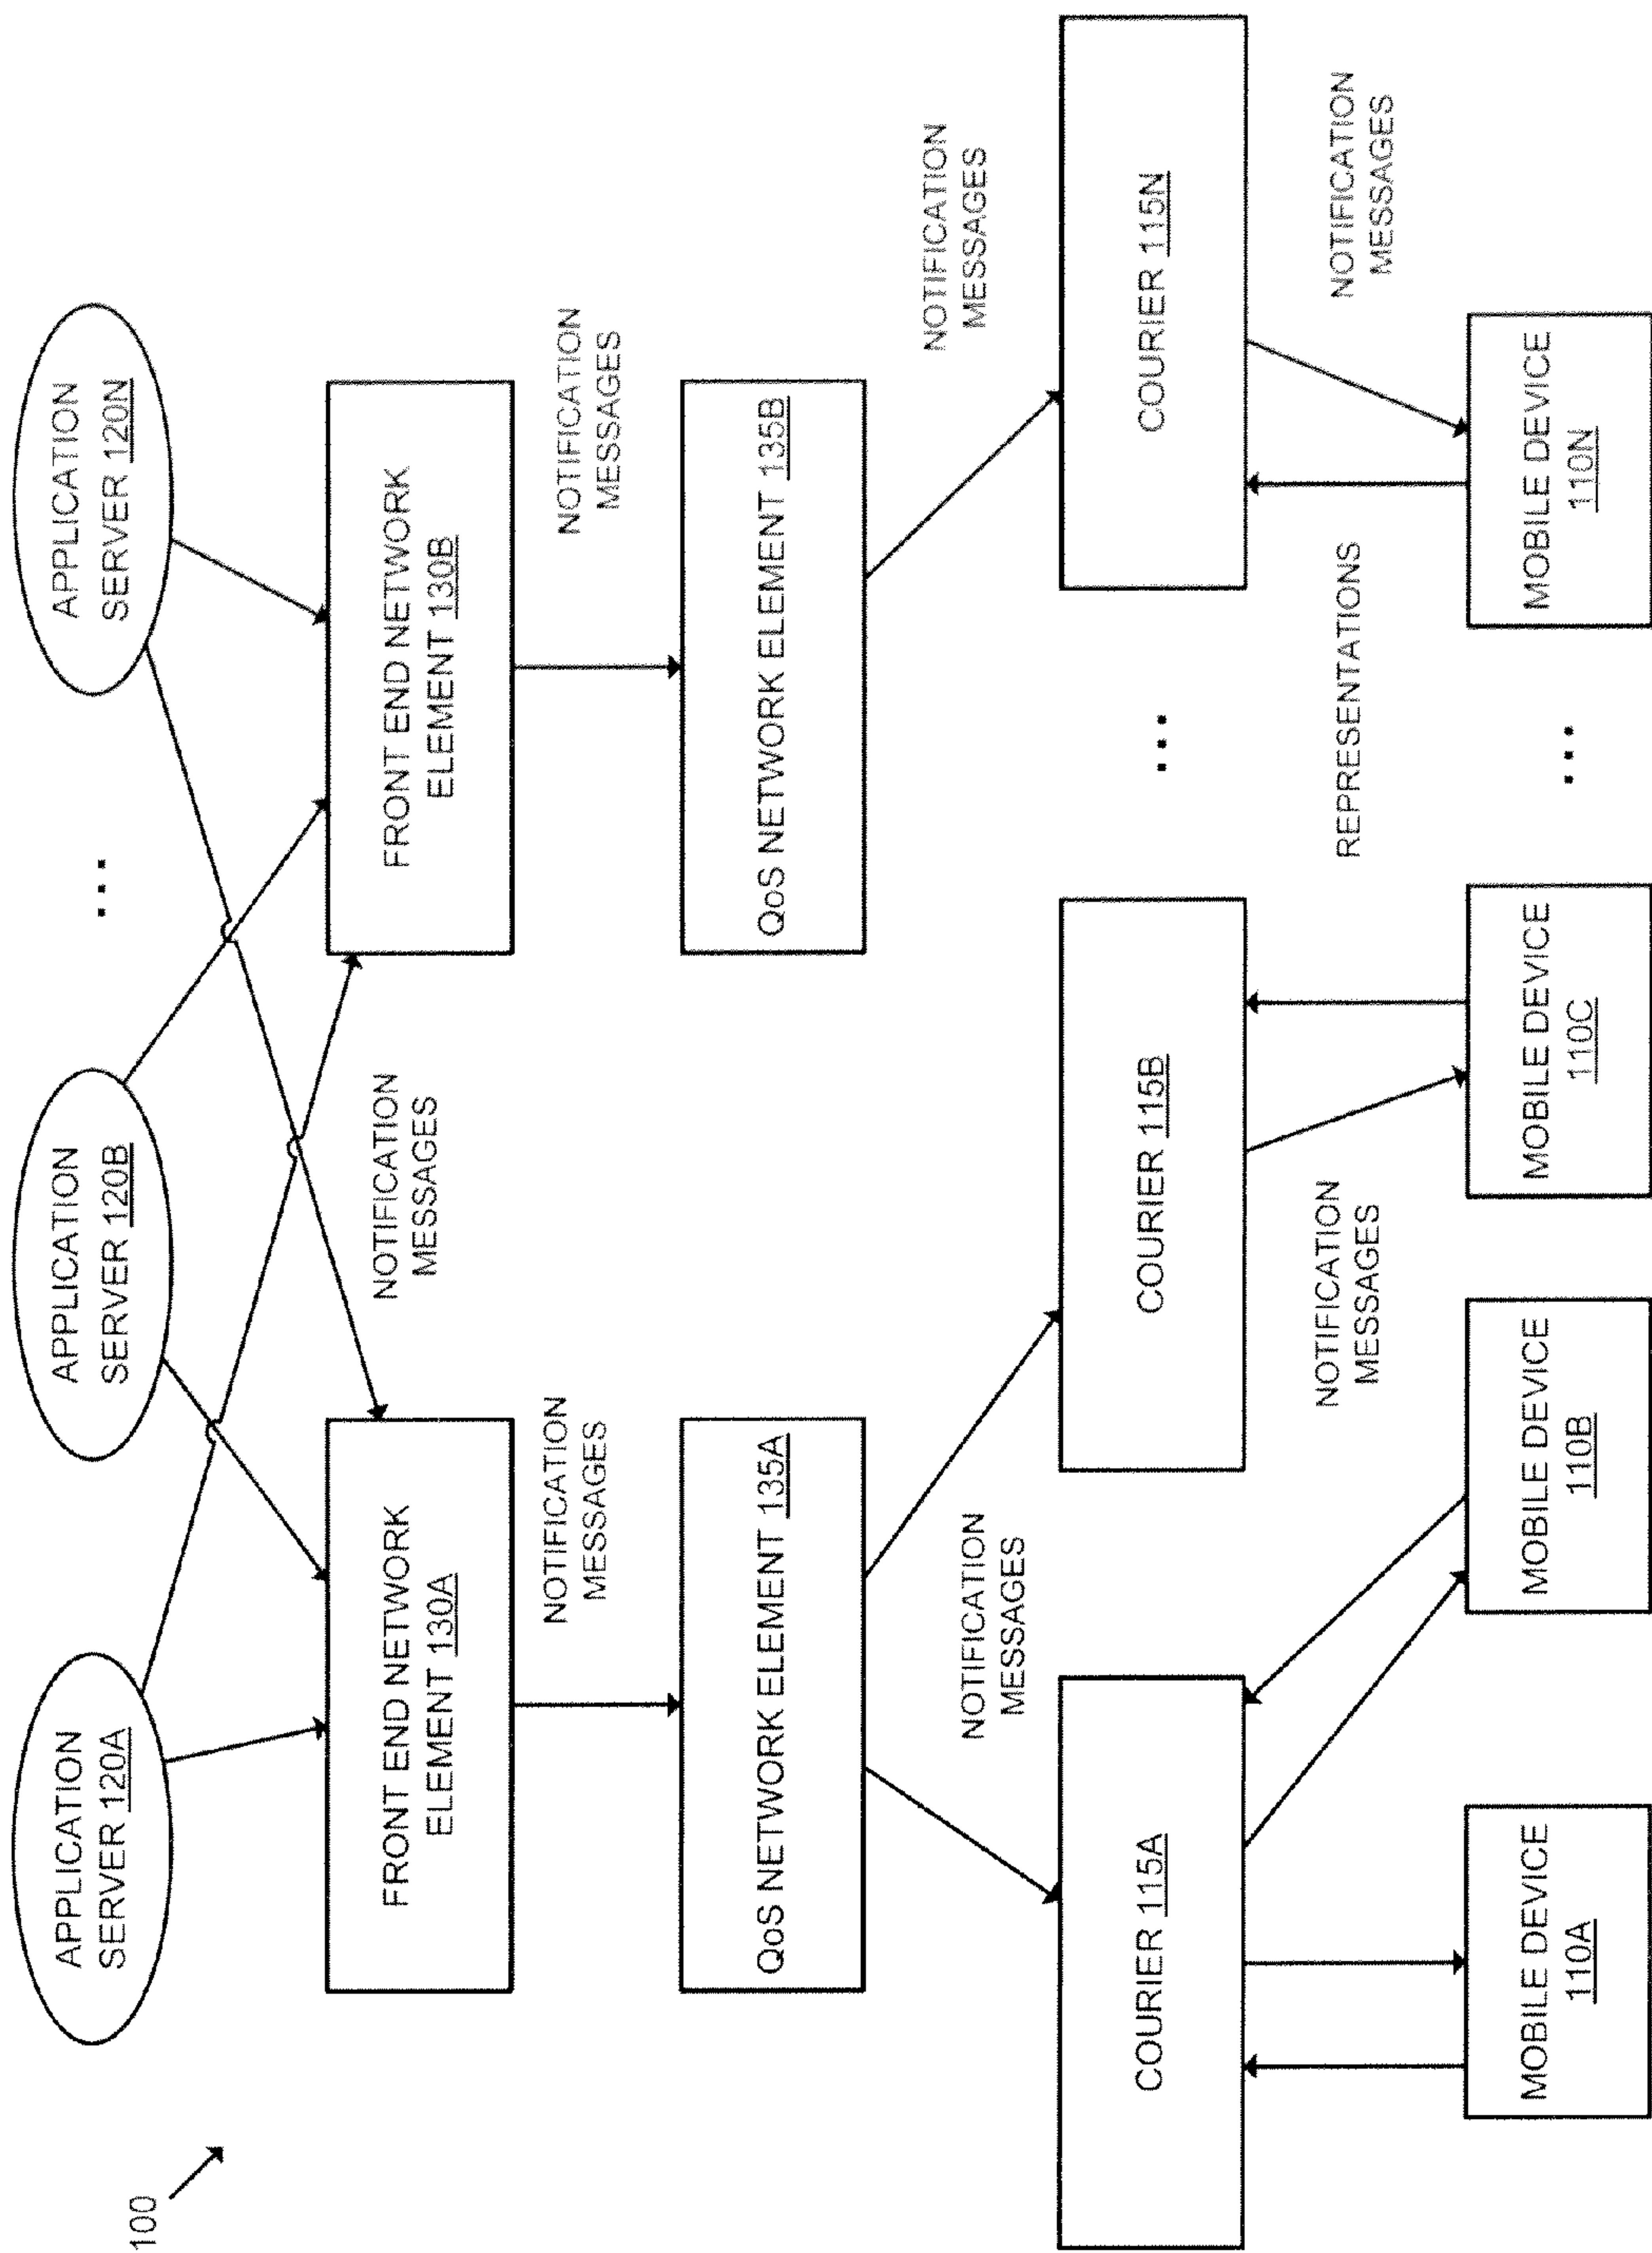 100
APPLICATION
SERVER 120A
APPLICATION
SERVER 120B
...
APPLICATION
SERVER 120N
NOTIFICATION
MESSAGES
FRONT END NETWORK
ELEMENT 130A
FRONT END NETWORK
ELEMENT 130B
NOTIFICATION
MESSAGES
NOTIFICATION
MESSAGES
QoS NETWORK ELEMENT 135A
QoS NETWORK ELEMENT 135B
NOTIFICATION
MESSAGES
NOTIFICATION
MESSAGES
COURIER 115A
COURIER 115B
...
COURIER 115N
NOTIFICATION
MESSAGES
REPRESENTATIONS
NOTIFICATION
MESSAGES
MOBILE DEVICE
110A
MOBILE DEVICE
110B
MOBILE DEVICE
110C
...
MOBILE DEVICE
110N